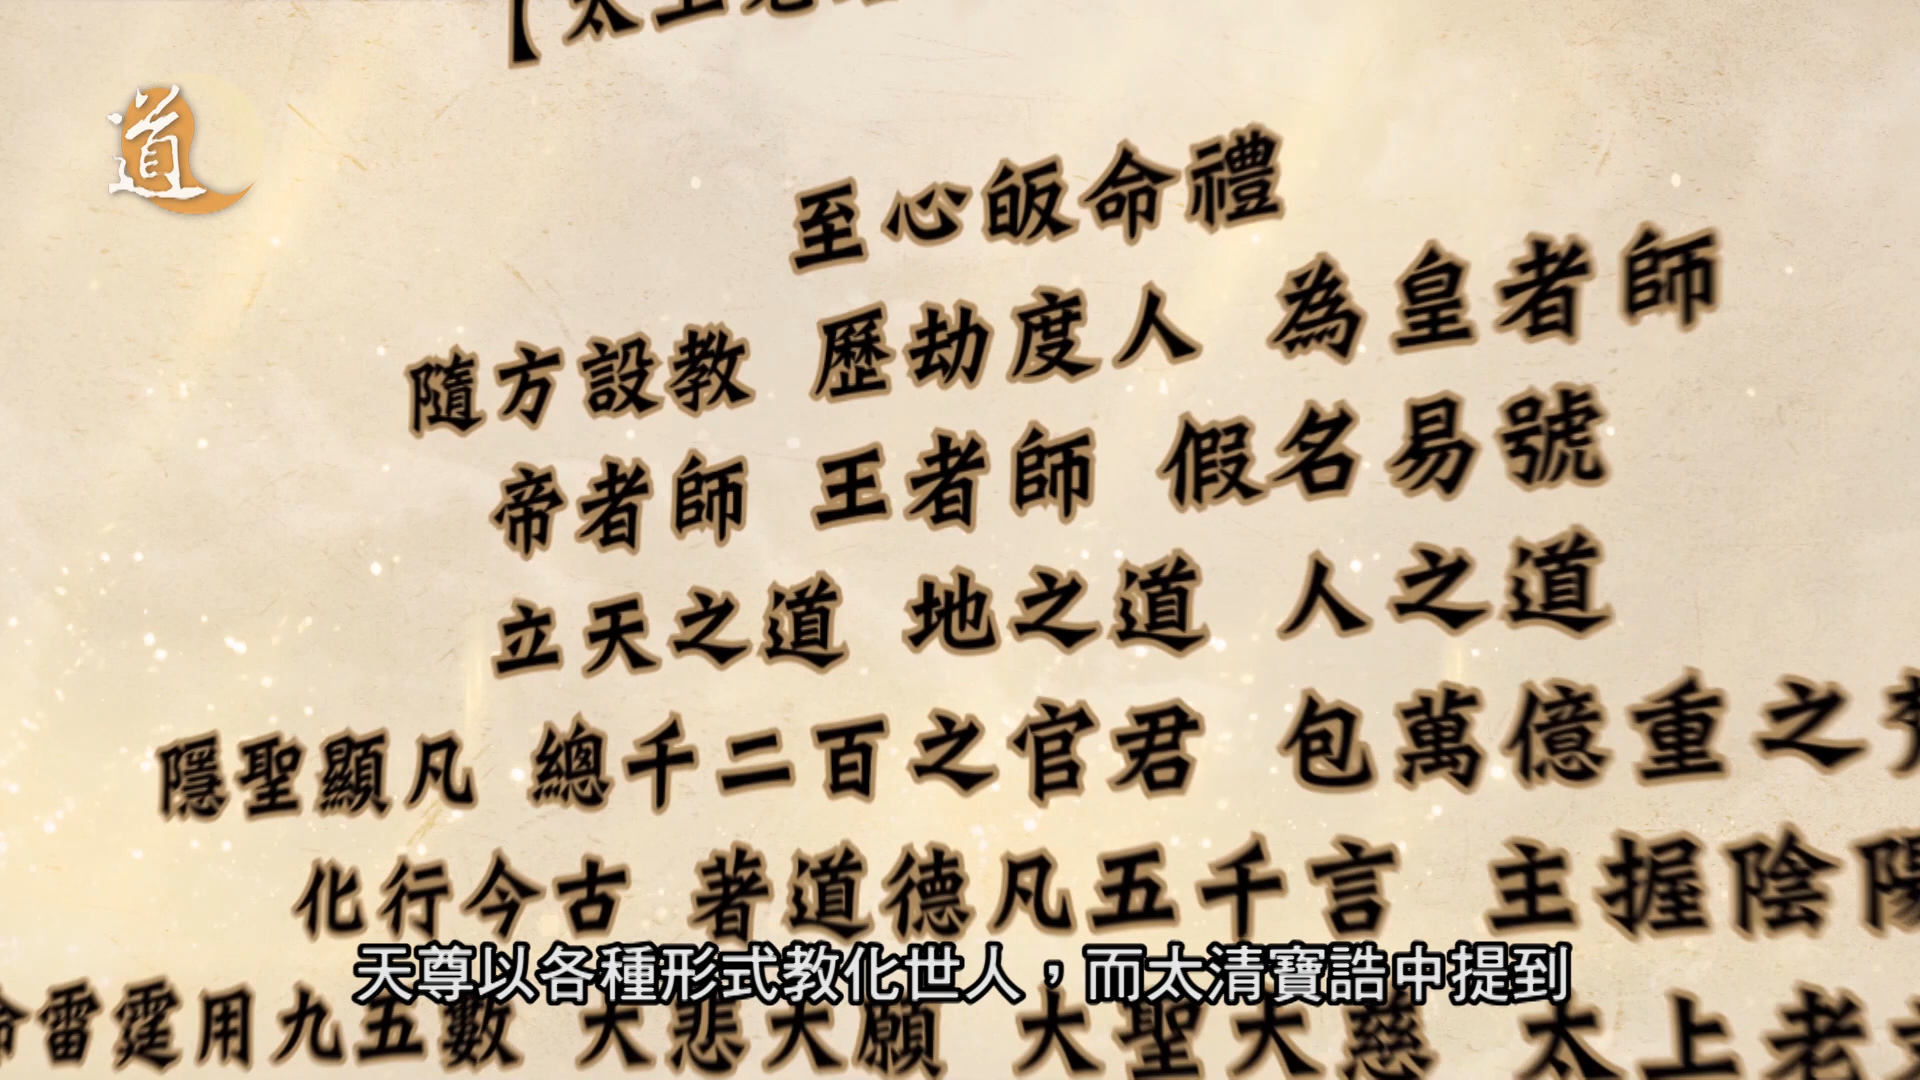 【太上老
道
至心皈命禮
隨方設教 歷劫度人 為皇者師
帝者師 王者師 假名易號
立天之道 地之道 人之道
隱聖顯凡 總千二百之官君 包萬億重之
化行今古 著道德凡五千言 主握陰陽
命雷霆用九五數 大悲大願 大聖大慈 太上老
天尊以各種形式教化世人，而太清寶誥中提到